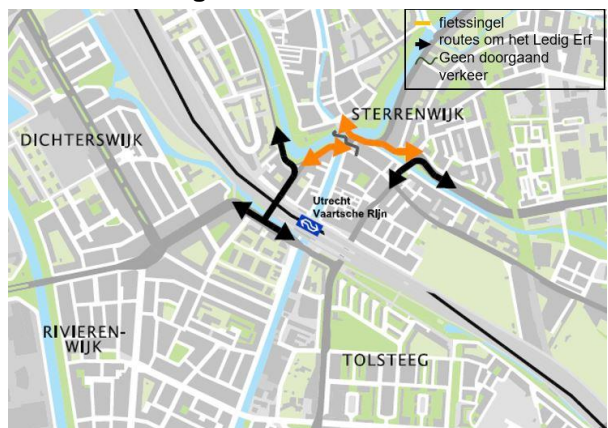 fietssingel
routes om het Ledig Erf
Geen doorgaand
verkeer
STERRENWIJK
DICHTERSWIJK
Utrecht
Vaartsche Rijn
RIVIEREN-
WIJK
TOLSTEEG